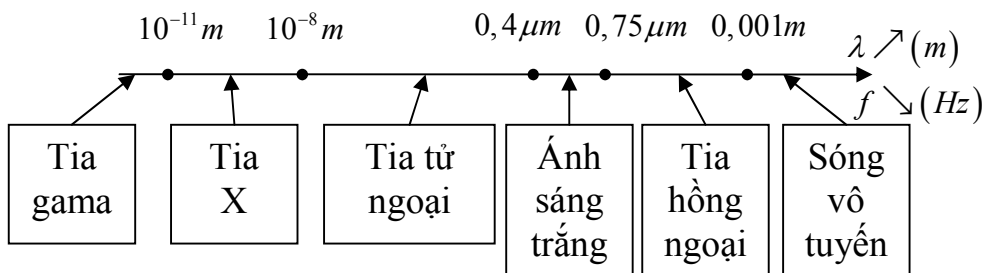 10⁻¹¹ m 10⁻⁸ m 0,4 μm 0,75 μm 0,001m
λ ↗ (m)
f ↘ (Hz)
Tia
gama
Tia
X
Tia tử
ngoại
Ánh
sáng
trắng
Tia
hồng
ngoại
Sóng
vô
tuyến